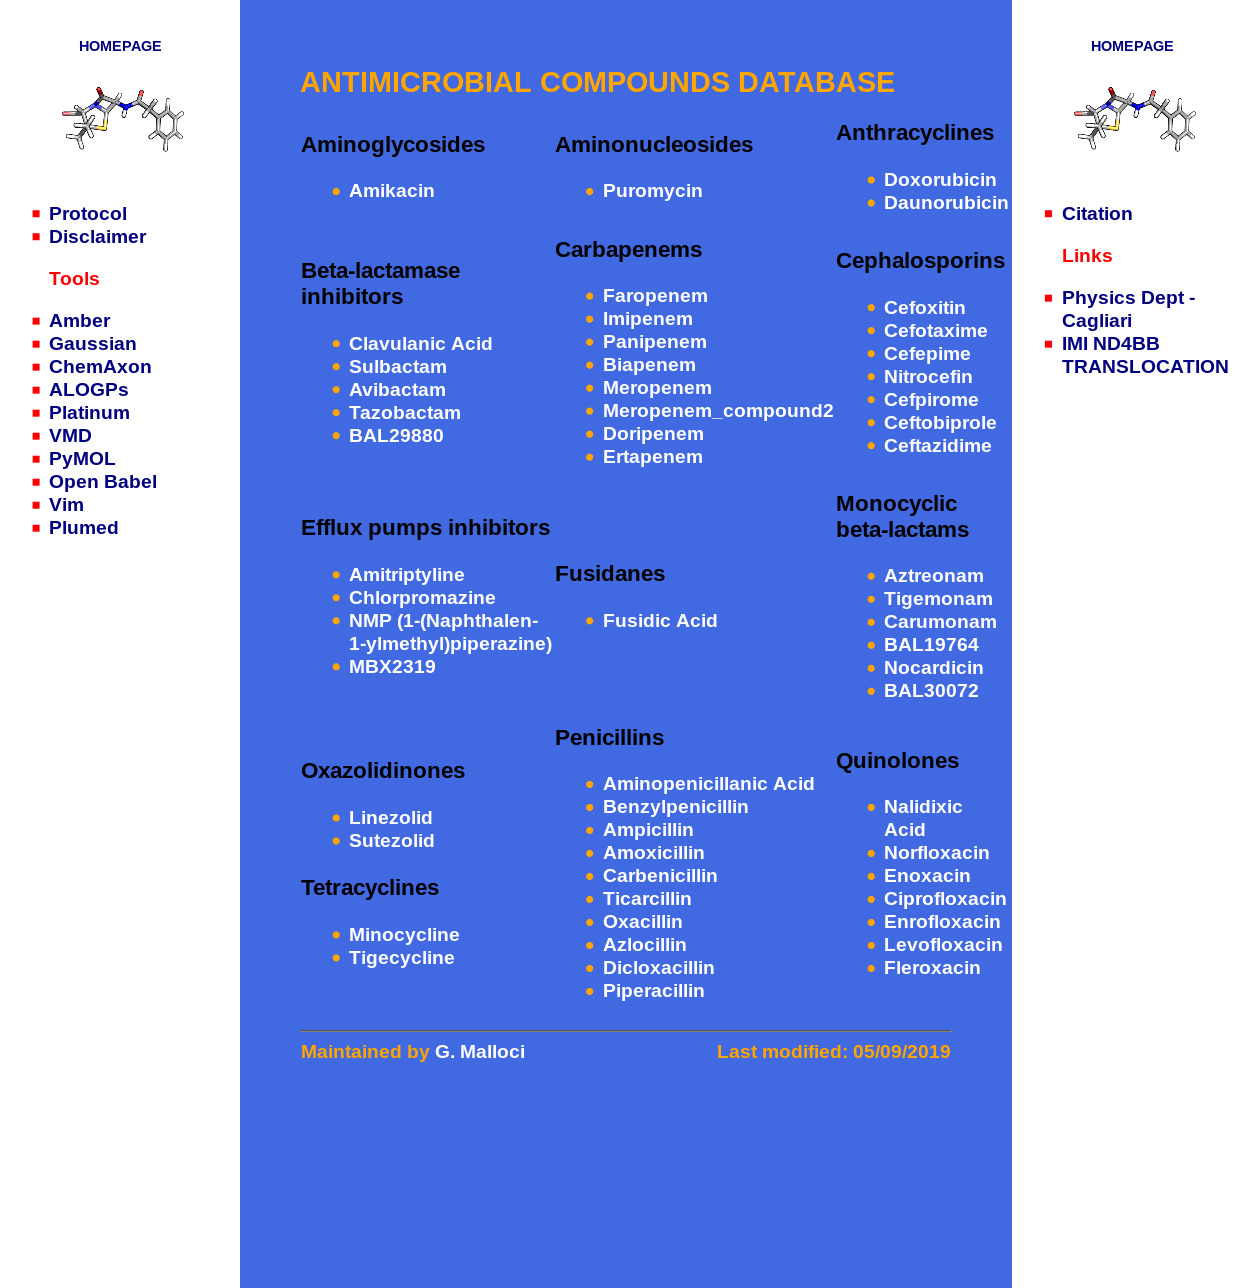 HOMEPAGE
Protocol
Disclaimer
Tools
Amber
Gaussian
ChemAxon
ALOGPs
Platinum
VMD
PyMOL
Open Babel
Vim
Plumed
ANTIMICROBIAL COMPOUNDS DATABASE
Aminoglycosides
Amikacin
Aminonucleosides
Puromycin
Anthracyclines
Doxorubicin
Daunorubicin
Beta-lactamase
inhibitors
Clavulanic Acid
Sulbactam
Avibactam
Tazobactam
BAL29880
Carbapenems
Faropenem
Imipenem
Panipenem
Biapenem
Meropenem
Meropenem_compound2
Doripenem
Ertapenem
Cephalosporins
Cefoxitin
Cefotaxime
Cefepime
Nitrocefin
Cefpirome
Ceftobiprole
Ceftazidime
Efflux pumps inhibitors
Amitriptyline
Chlorpromazine
NMP (1-(Naphthalen-
1-ylmethyl)piperazine)
MBX2319
Fusidanes
Fusidic Acid
Monocyclic
beta-lactams
Aztreonam
Tigemonam
Carumonam
BAL19764
Nocardicin
BAL30072
Oxazolidinones
Linezolid
Sutezolid
Tetracyclines
Minocycline
Tigecycline
Penicillins
Aminopenicillanic Acid
Benzylpenicillin
Ampicillin
Amoxicillin
Carbenicillin
Ticarcillin
Oxacillin
Azlocillin
Dicloxacillin
Piperacillin
Quinolones
Nalidixic
Acid
Norfloxacin
Enoxacin
Ciprofloxacin
Enrofloxacin
Levofloxacin
Fleroxacin
Maintained by G. Malloci
Last modified: 05/09/2019
HOMEPAGE
Citation
Links
Physics Dept -
Cagliari
IMI ND4BB
TRANSLOCATION